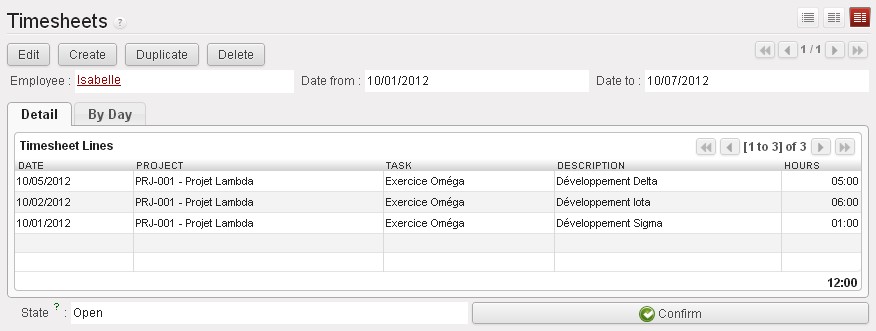 Timesheets ?
Edit Create Duplicate Delete 1 / 1
Employee : Isabelle Date from : 10/01/2012 Date to : 10/07/2012
Detail By Day
Timesheet Lines [1 to 3] of 3
DATE PROJECT TASK DESCRIPTION HOURS
10/05/2012 PRJ-001 - Projet Lambda Exercice Oméga Développement Delta 05:00
10/02/2012 PRJ-001 - Projet Lambda Exercice Oméga Développement Iota 06:00
10/01/2012 PRJ-001 - Projet Lambda Exercice Oméga Développement Sigma 01:00
12:00
State ? : Open Confirm